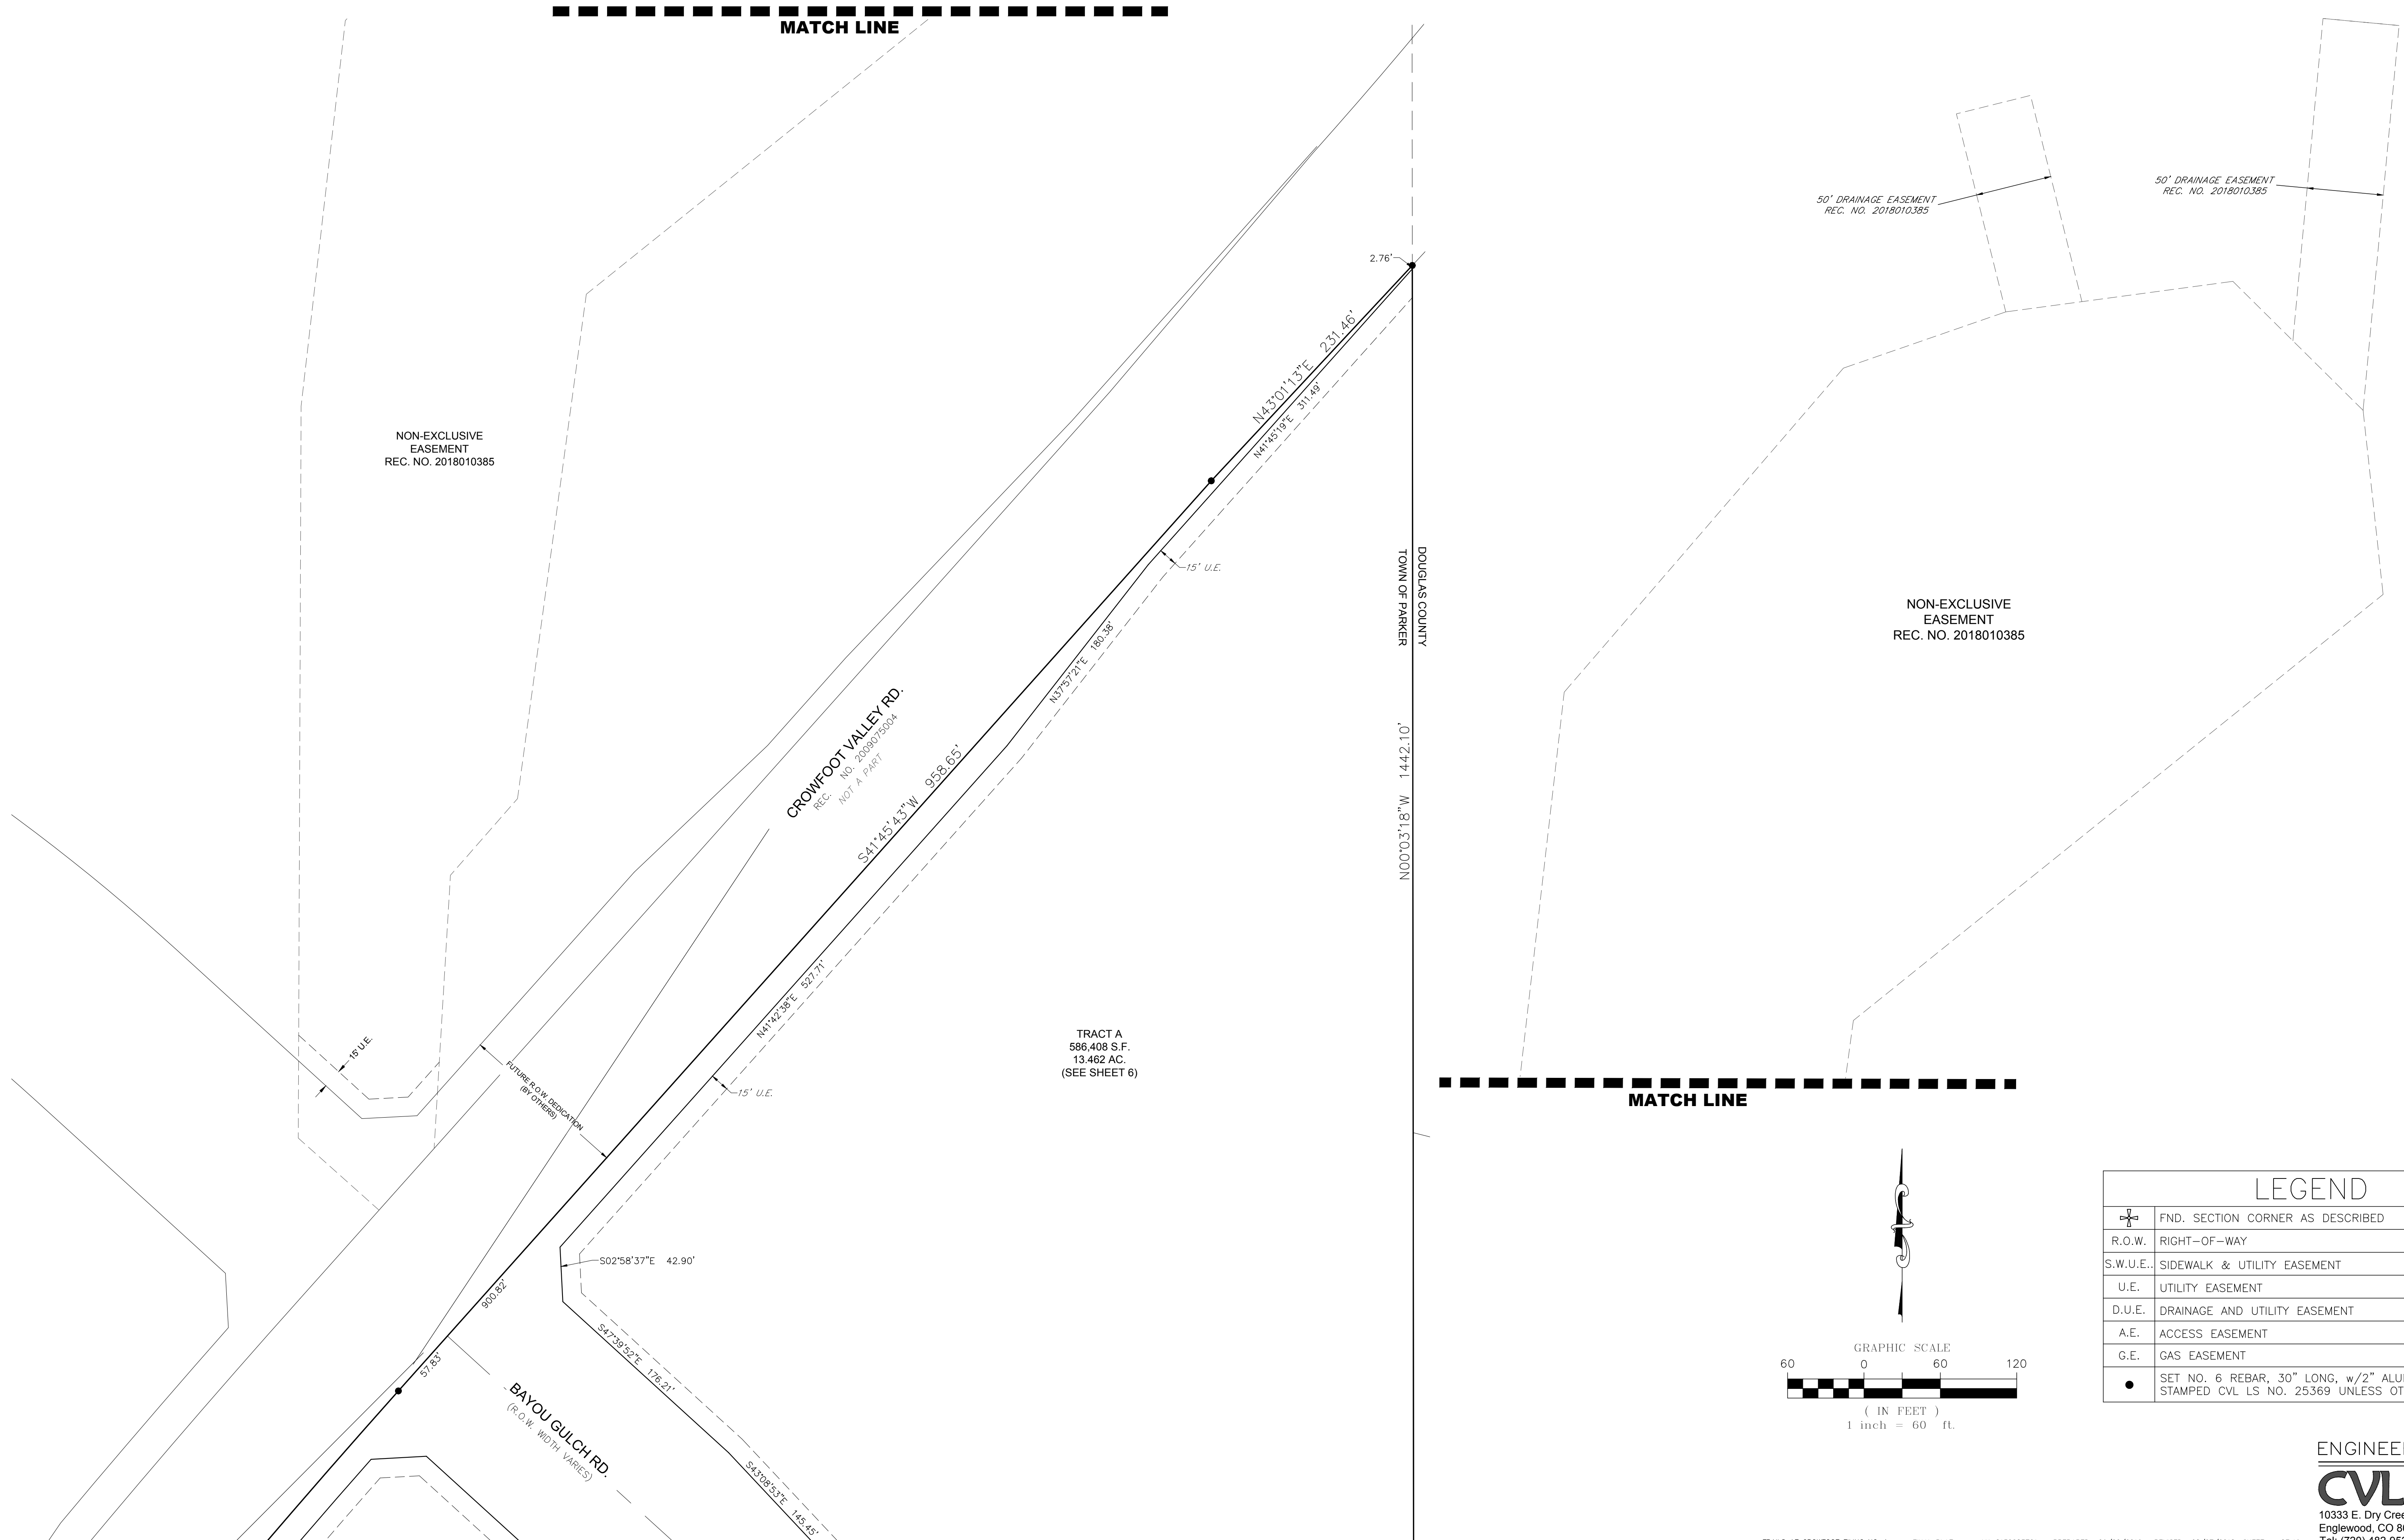 MATCH LINE
50' DRAINAGE EASEMENT
REC. NO. 2018010385
50' DRAINAGE EASEMENT
REC. NO. 2018010385
2.76'
N43°01'13"E 231.46'
N41°45'19"E 311.49'
NON-EXCLUSIVE
EASEMENT
REC. NO. 2018010385
15' U.E.
DOUGLAS COUNTY
TOWN OF PARKER
NON-EXCLUSIVE
EASEMENT
REC. NO. 2018010385
N37°57'21"E 180.38'
CROWFOOT VALLEY RD.
REC. NO. 2009075004
NOT A PART
S41°45'43"W 958.65'
N00°03'18"W 1442.10'
N41°42'38"E 527.71'
15' U.E.
FUTURE R.O.W. DEDICATION
(BY OTHERS)
TRACT A
586,408 S.F.
13.462 AC.
(SEE SHEET 6)
15' U.E.
MATCH LINE
S02°58'37"E 42.90'
900.82'
57.83'
S47°39'52"E 176.21'
BAYOU GULCH RD.
(R.O.W. WIDTH VARIES)
S43°08'53"E 145.45'
GRAPHIC SCALE
60 0 60 120
( IN FEET )
1 inch = 60 ft.
LEGEND
FND. SECTION CORNER AS DESCRIBED
R.O.W. RIGHT-OF-WAY
S.W.U.E.. SIDEWALK & UTILITY EASEMENT
U.E. UTILITY EASEMENT
D.U.E. DRAINAGE AND UTILITY EASEMENT
A.E. ACCESS EASEMENT
G.E. GAS EASEMENT
SET NO. 6 REBAR, 30" LONG, w/2" ALU
STAMPED CVL LS NO. 25369 UNLESS OT
ENGINEE
CVL
10333 E. Dry Cre
Englewood, CO 8